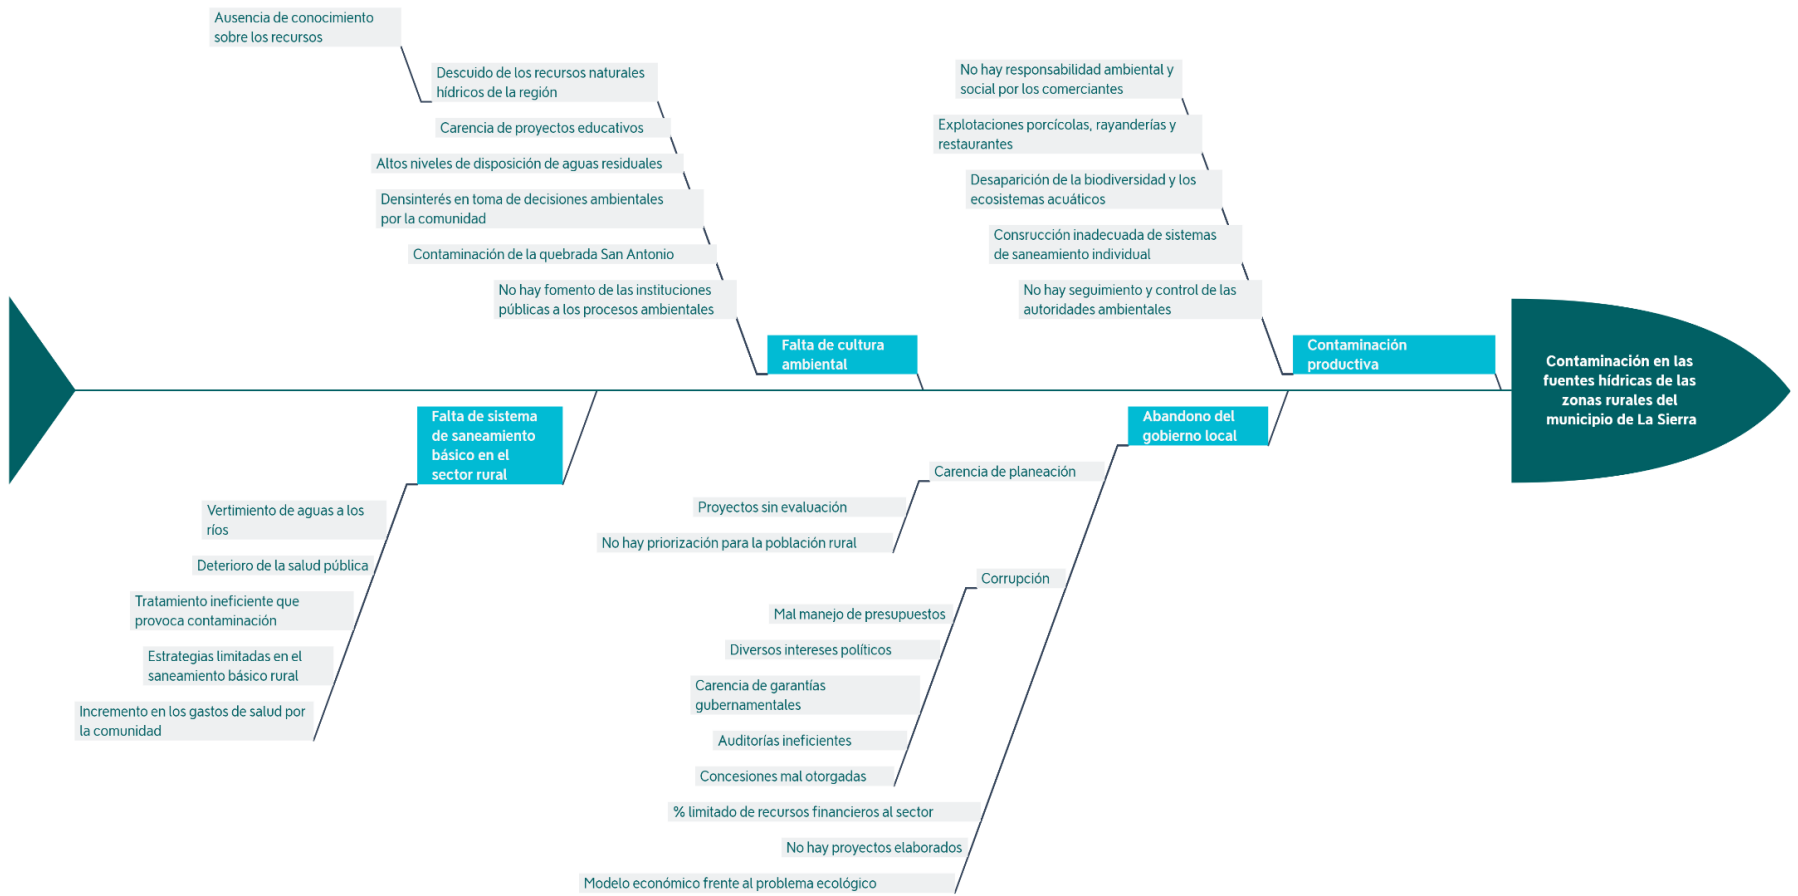 Ausencia de conocimiento
sobre los recursos
Descuido de los recursos naturales
hídricos de la región
Carencia de proyectos educativos
Altos niveles de disposición de aguas residuales
Densinterés en toma de decisiones ambientales
por la comunidad
Contaminación de la quebrada San Antonio
No hay fomento de las instituciones
públicas a los procesos ambientales
Falta de cultura
ambiental
No hay responsabilidad ambiental y
social por los comerciantes
Explotaciones porcícolas, rayanderías y
restaurantes
Desaparición de la biodiversidad y los
ecosistemas acuáticos
Consrucción inadecuada de sistemas
de saneamiento individual
No hay seguimiento y control de las
autoridades ambientales
Contaminación
productiva
Contaminación en las
fuentes hídricas de las
zonas rurales del
municipio de La Sierra
Falta de sistema
de saneamiento
básico en el
sector rural
Vertimiento de aguas a los
ríos
Deterioro de la salud pública
Tratamiento ineficiente que
provoca contaminación
Estrategias limitadas en el
saneamiento básico rural
Incremento en los gastos de salud por
la comunidad
Abandono del
gobierno local
Carencia de planeación
Proyectos sin evaluación
No hay priorización para la población rural
Corrupción
Mal manejo de presupuestos
Diversos intereses políticos
Carencia de garantías
gubernamentales
Auditorías ineficientes
Concesiones mal otorgadas
% limitado de recursos financieros al sector
No hay proyectos elaborados
Modelo económico frente al problema ecológico